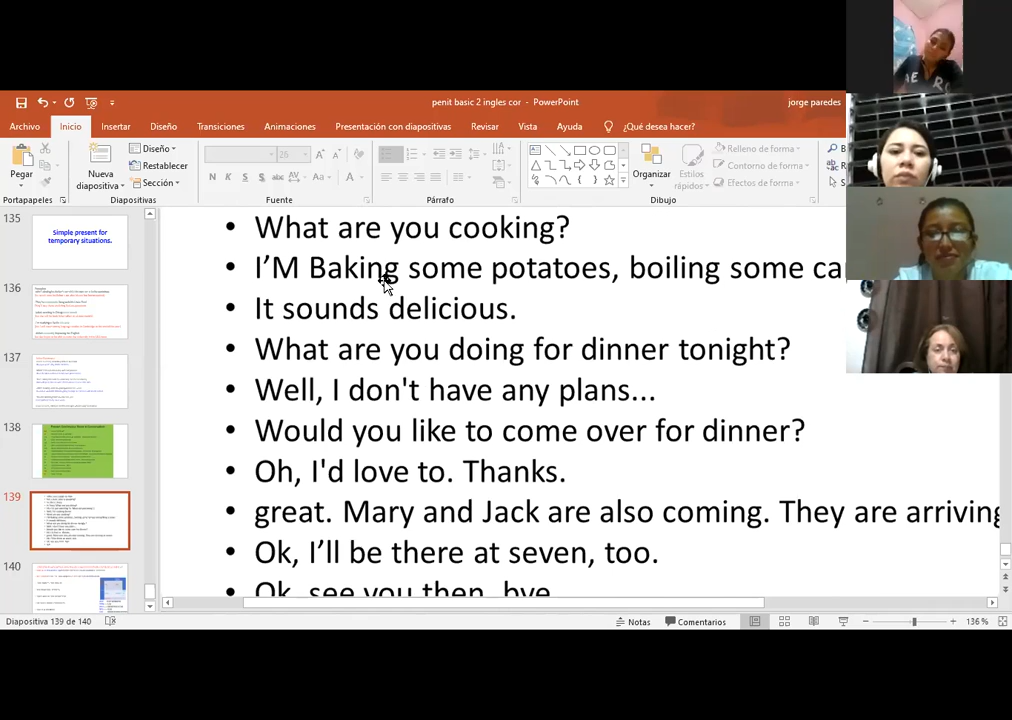 penit basic 2 ingles cor - PowerPoint
jorge paredes
Archivo Inicio Insertar Diseño Transiciones Animaciones Presentación con diapositivas Revisar Vista Ayuda ¿Qué desea hacer?
Pegar
Nueva diapositiva
Diseño
Restablecer
Sección
26
N K S abc AV Aa A
Organizar
Estilos rápidos
Relleno de forma
Contorno de forma
Efectos de forma
Portapapeles Diapositivas Fuente Párrafo Dibujo
135
Simple present for
temporary situations.
136
137
138
139
140
• What are you cooking?
• I’M Baking some potatoes, boiling some ca
• It sounds delicious.
• What are you doing for dinner tonight?
• Well, I don't have any plans...
• Would you like to come over for dinner?
• Oh, I'd love to. Thanks.
• great. Mary and Jack are also coming. They are arriving
• Ok, I’ll be there at seven, too.
• Ok, see you then, bye
Diapositiva 139 de 140
Notas
Comentarios
136 %